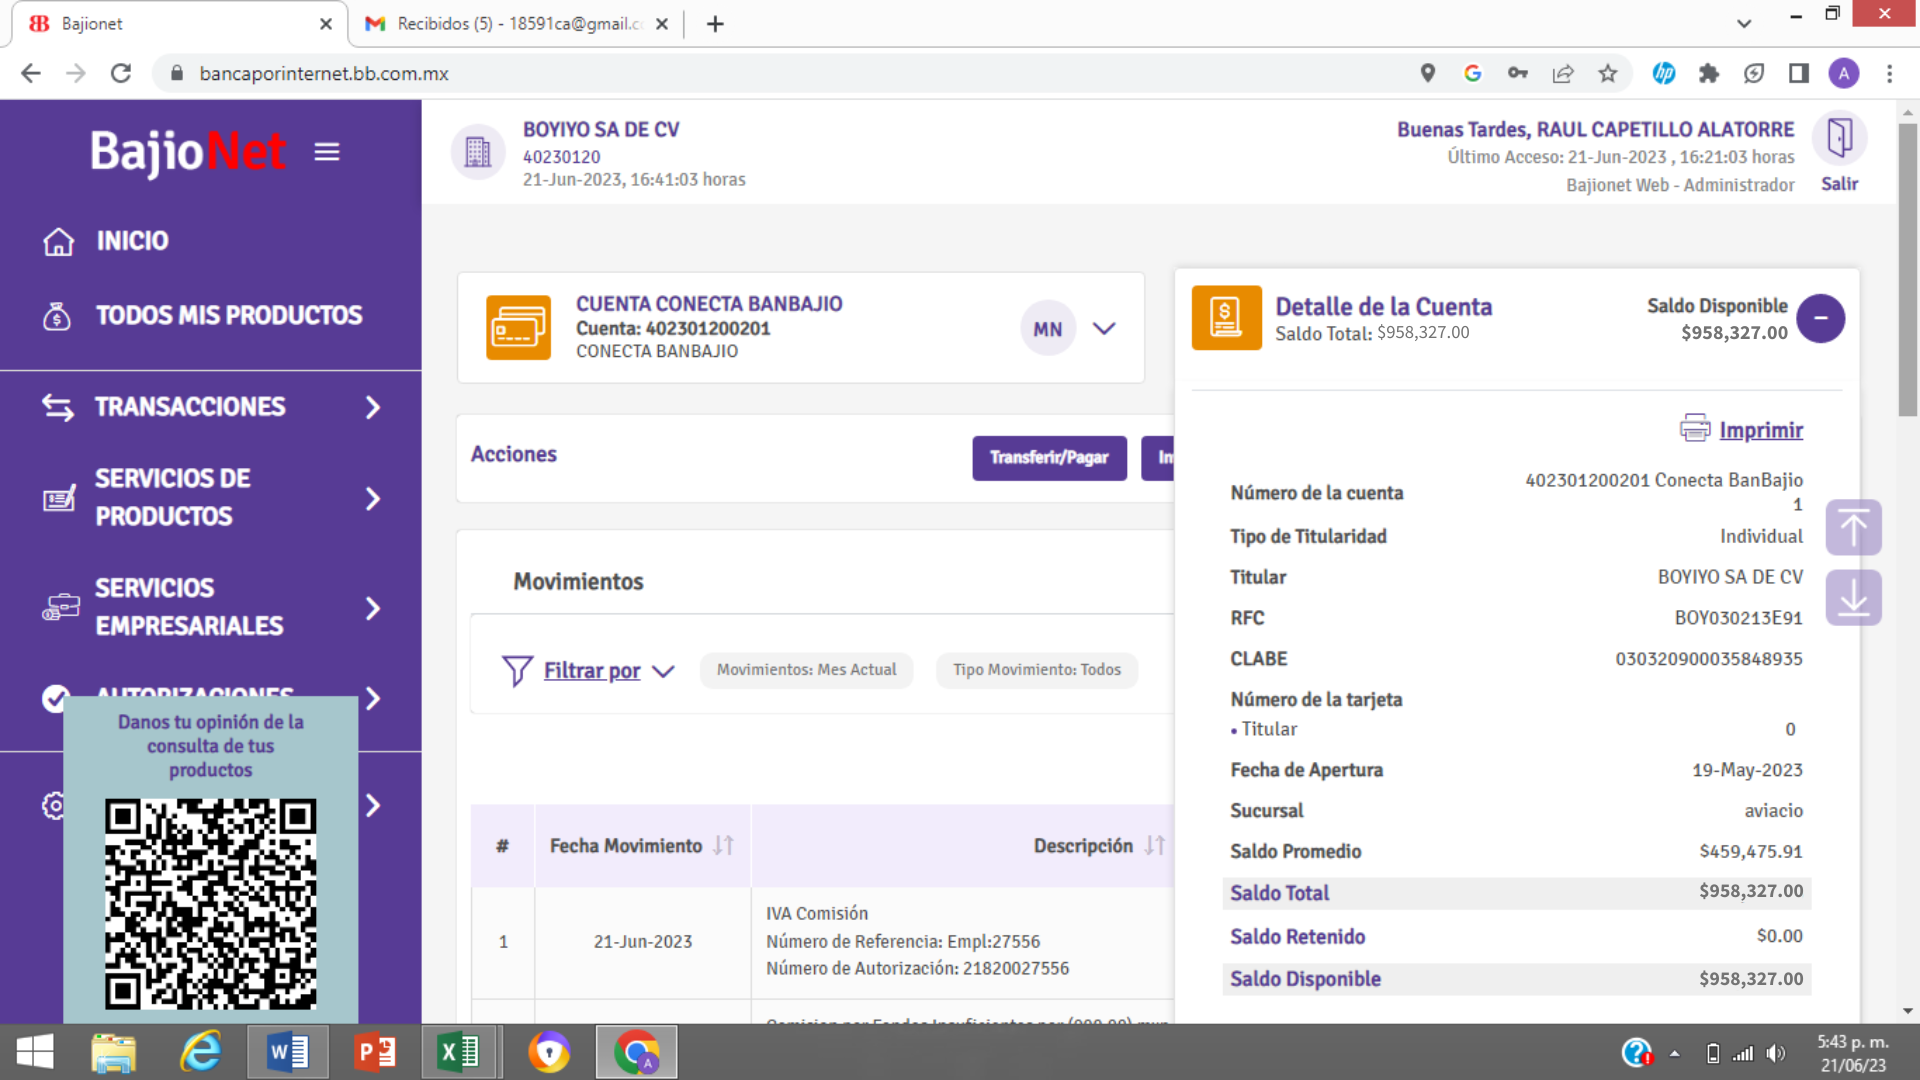 Bajionet
Recibidos (5) - 18591ca@gmail.c
bancaporinternet.bb.com.mx
A
BajioNet
INICIO
TODOS MIS PRODUCTOS
TRANSACCIONES
SERVICIOS DE
PRODUCTOS
SERVICIOS
EMPRESARIALES
AUTORIZACIONES
Danos tu opinión de la
consulta de tus
productos
BOYIYO SA DE CV
40230120
21-Jun-2023, 16:41:03 horas
Buenas Tardes, RAUL CAPETILLO ALATORRE
Último Acceso: 21-Jun-2023 , 16:21:03 horas
Bajionet Web - Administrador
Salir
CUENTA CONECTA BANBAJIO
Cuenta: 402301200201
CONECTA BANBAJIO
MN
Acciones
Transferir/Pagar
In
Movimientos
Filtrar por
Movimientos: Mes Actual
Tipo Movimiento: Todos
# Fecha Movimiento Descripción
1 21-Jun-2023
IVA Comisión
Número de Referencia: Empl:27556
Número de Autorización: 21820027556
Detalle de la Cuenta
Saldo Total: $958,327.00
Saldo Disponible
$958,327.00
Imprimir
Número de la cuenta 402301200201 Conecta BanBajio
1
Tipo de Titularidad Individual
Titular BOYIYO SA DE CV
RFC BOY030213E91
CLABE 030320900035848935
Número de la tarjeta
• Titular 0
Fecha de Apertura 19-May-2023
Sucursal aviacio
Saldo Promedio $459,475.91
Saldo Total $958,327.00
Saldo Retenido $0.00
Saldo Disponible $958,327.00
5:43 p. m.
21/06/23